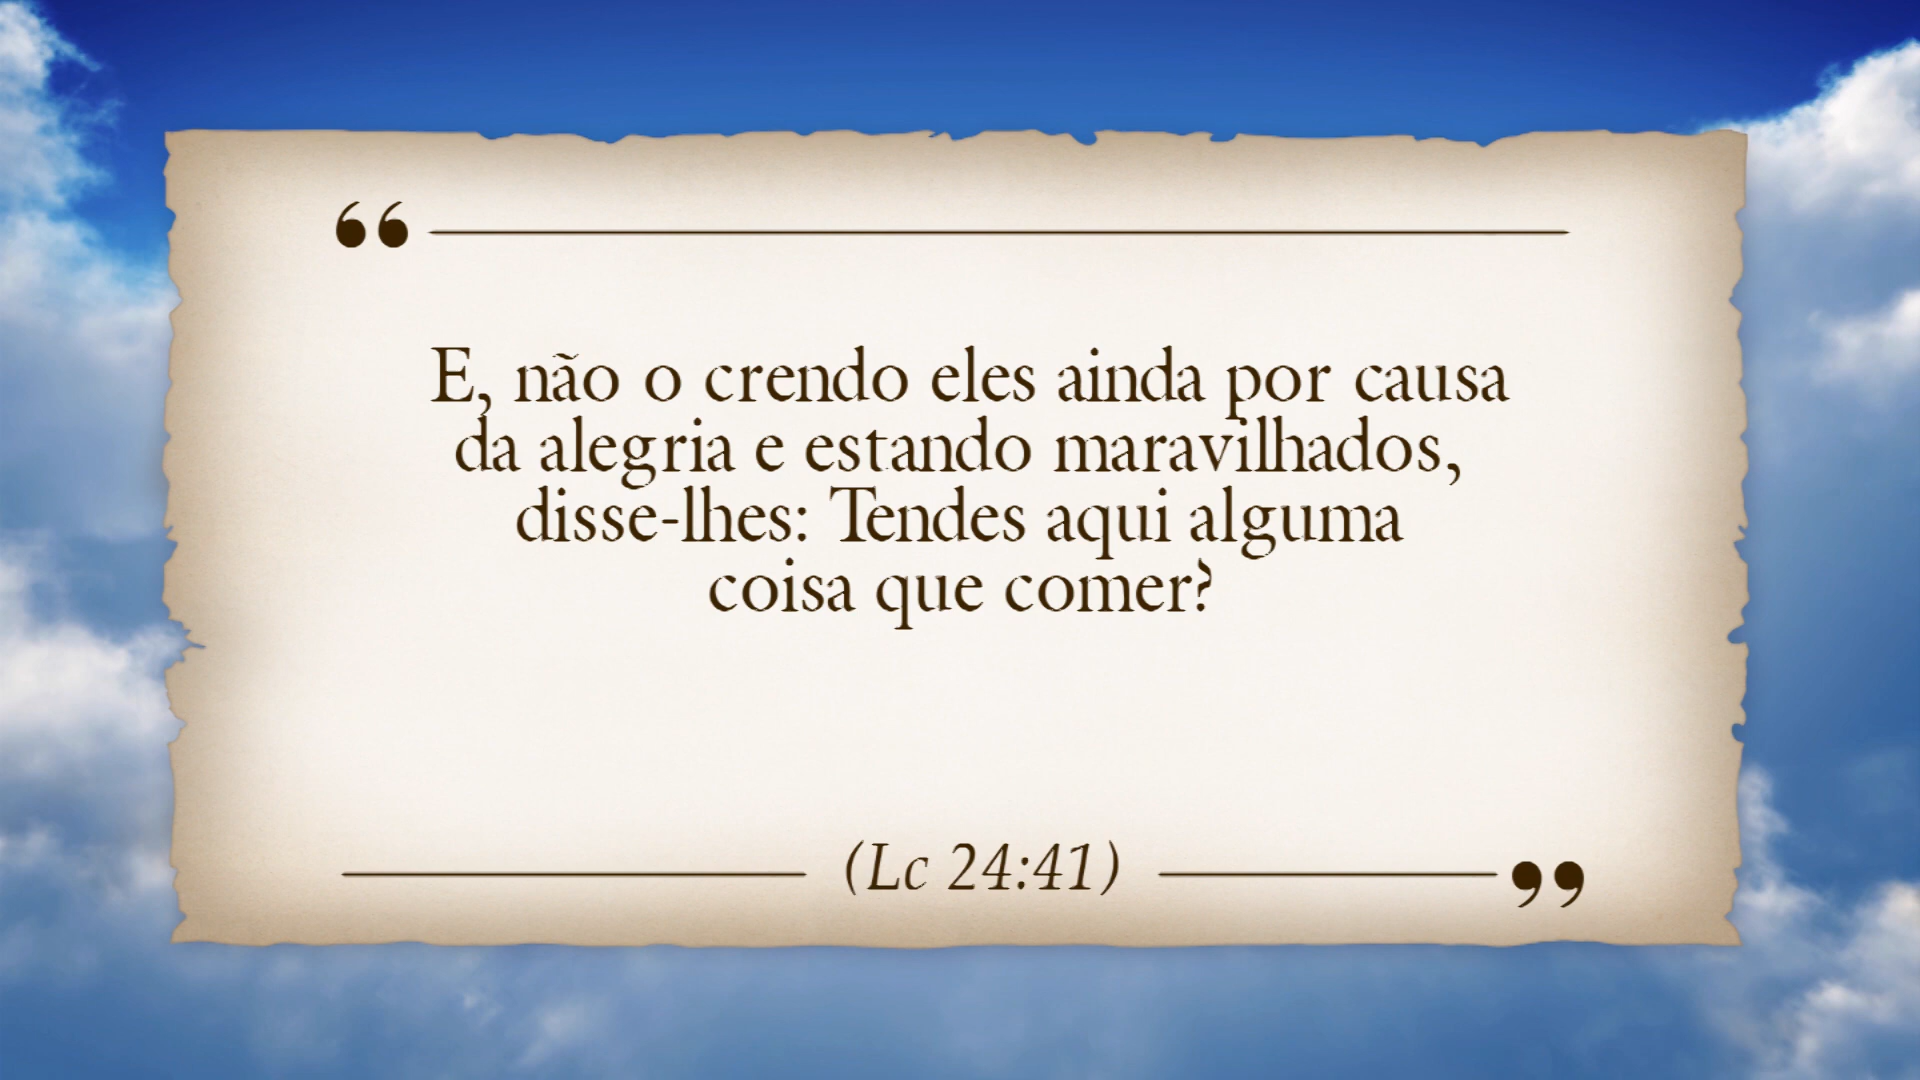 “
E, não o crendo eles ainda por causa
da alegria e estando maravilhados,
disse-lhes: Tendes aqui alguma
coisa que comer?
(Lc 24:41)
”